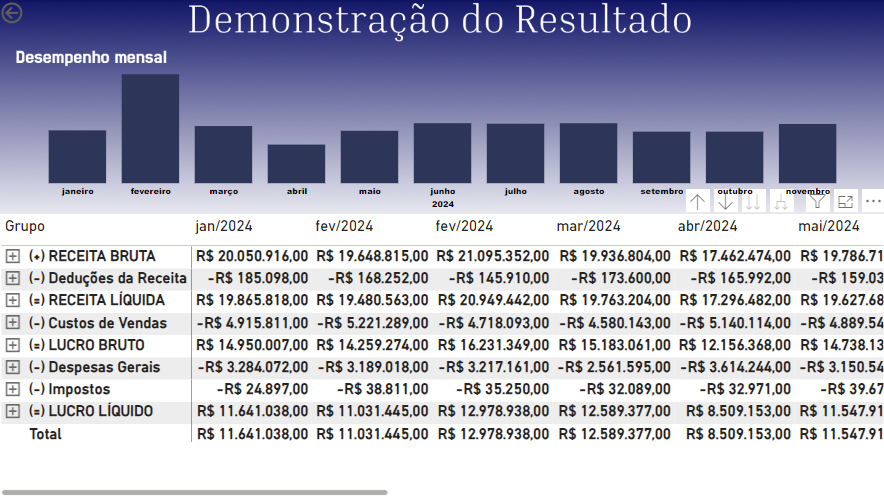 Demonstração do Resultado
Desempenho mensal
janeiro fevereiro março abril maio junho julho agosto setembro outubro novembro
2024
Grupo jan/2024 fev/2024 fev/2024 mar/2024 abr/2024 mai/2024
(+) RECEITA BRUTA R$ 20.050.916,00 R$ 19.648.815,00 R$ 21.095.352,00 R$ 19.936.804,00 R$ 17.462.474,00 R$ 19.786.71
(-) Deduções da Receita -R$ 185.098,00 -R$ 168.252,00 -R$ 145.910,00 -R$ 173.600,00 -R$ 165.992,00 -R$ 159.03
(=) RECEITA LÍQUIDA R$ 19.865.818,00 R$ 19.480.563,00 R$ 20.949.442,00 R$ 19.763.204,00 R$ 17.296.482,00 R$ 19.627.68
(-) Custos de Vendas -R$ 4.915.811,00 -R$ 5.221.289,00 -R$ 4.718.093,00 -R$ 4.580.143,00 -R$ 5.140.114,00 -R$ 4.889.54
(=) LUCRO BRUTO R$ 14.950.007,00 R$ 14.259.274,00 R$ 16.231.349,00 R$ 15.183.061,00 R$ 12.156.368,00 R$ 14.738.13
(-) Despesas Gerais -R$ 3.284.072,00 -R$ 3.189.018,00 -R$ 3.217.161,00 -R$ 2.561.595,00 -R$ 3.614.244,00 -R$ 3.150.54
(-) Impostos -R$ 24.897,00 -R$ 38.811,00 -R$ 35.250,00 -R$ 32.089,00 -R$ 32.971,00 -R$ 39.67
(=) LUCRO LÍQUIDO R$ 11.641.038,00 R$ 11.031.445,00 R$ 12.978.938,00 R$ 12.589.377,00 R$ 8.509.153,00 R$ 11.547.91
Total R$ 11.641.038,00 R$ 11.031.445,00 R$ 12.978.938,00 R$ 12.589.377,00 R$ 8.509.153,00 R$ 11.547.91